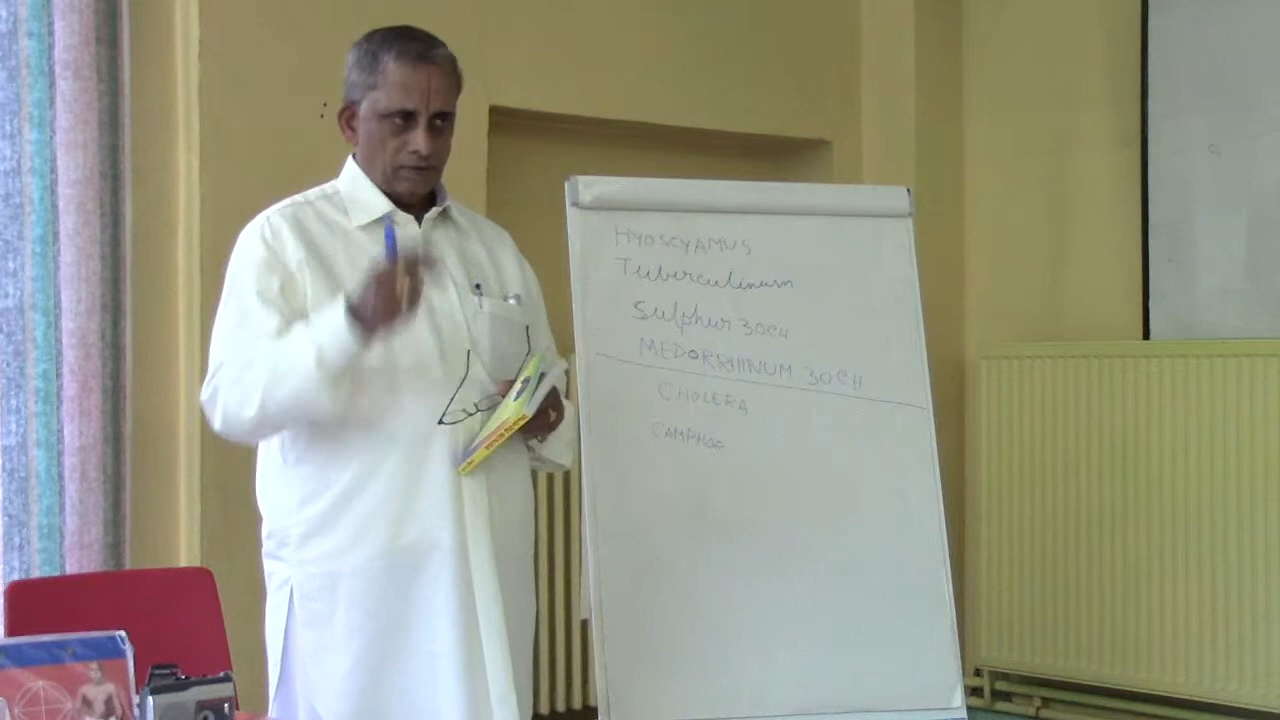 HYOSCYAMUS
Tuberculinum
Sulphur 30CH
MEDORRHINUM 30CH
CHOLERA
CAMPHOR